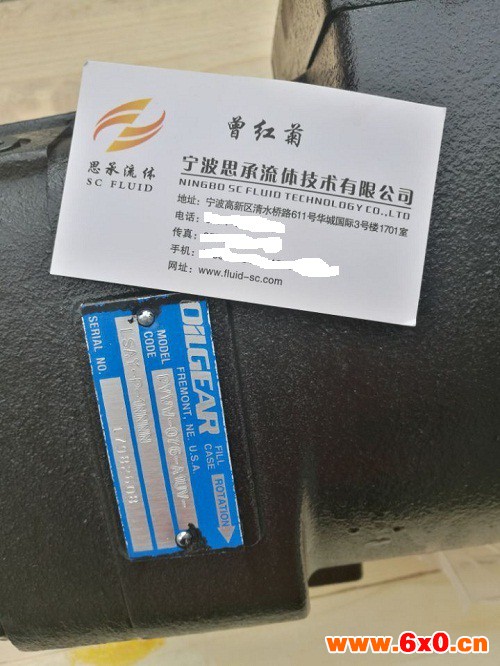 思承流体
SC FLUID
曾红菊
宁波思承流体技术有限公司
NINGBO SC FLUID TECHNOLOGY CO.,LTD
地址: 宁波高新区清水桥路611号华城国际3号楼1701室
电话:
传真:
手机:
网址: www.fluid-sc.com
OILGEAR
FREMONT, NE. U.S.A.
FILL CASE
ROTATION
MODEL CODE
SERIAL NO.
www.6x0.cn